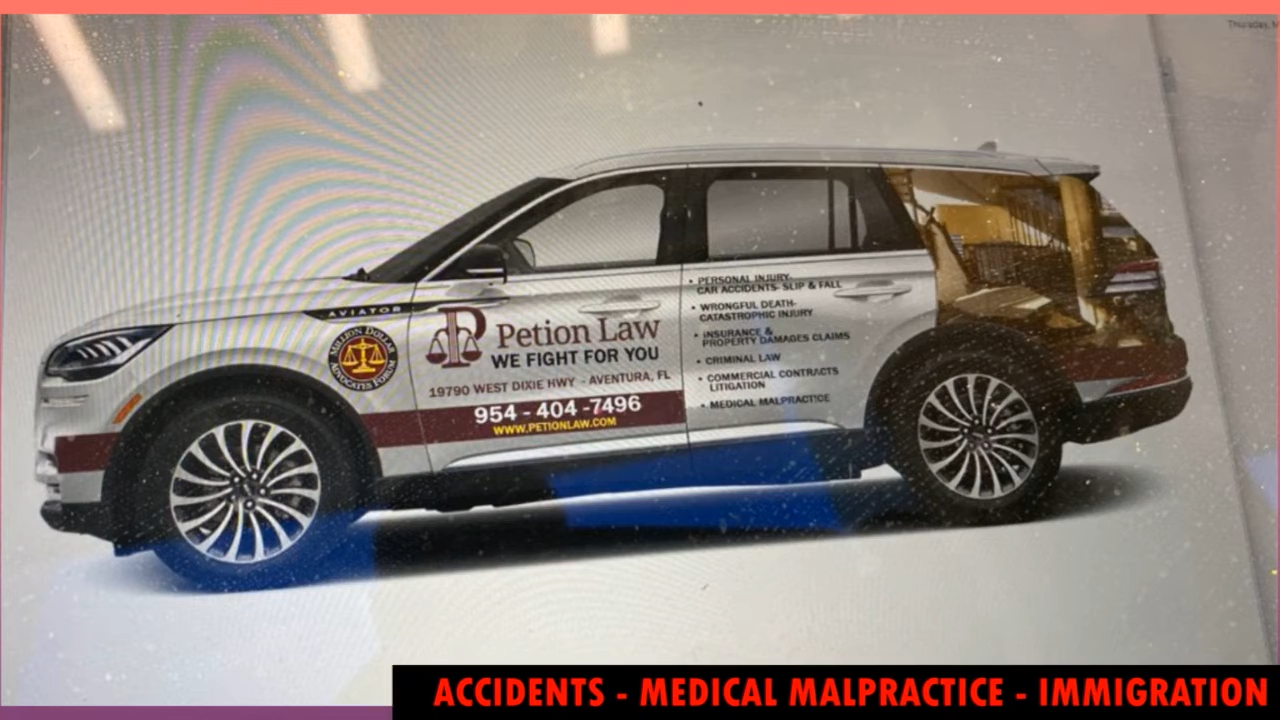 Thursday,
AVIATOR
MILLION DOLLAR
ADVOCATES FORUM
Petion Law
WE FIGHT FOR YOU
19790 WEST DIXIE HWY - AVENTURA, FL
954 - 404 -7496
WWW.PETIONLAW.COM
• PERSONAL INJURY-
CAR ACCIDENTS- SLIP & FALL
• WRONGFUL DEATH-
CATASTROPHIC INJURY
• INSURANCE &
PROPERTY DAMAGES CLAIMS
• CRIMINAL LAW
• COMMERCIAL CONTRACTS
LITIGATION
• MEDICAL MALPRACTICE
ACCIDENTS - MEDICAL MALPRACTICE - IMMIGRATION